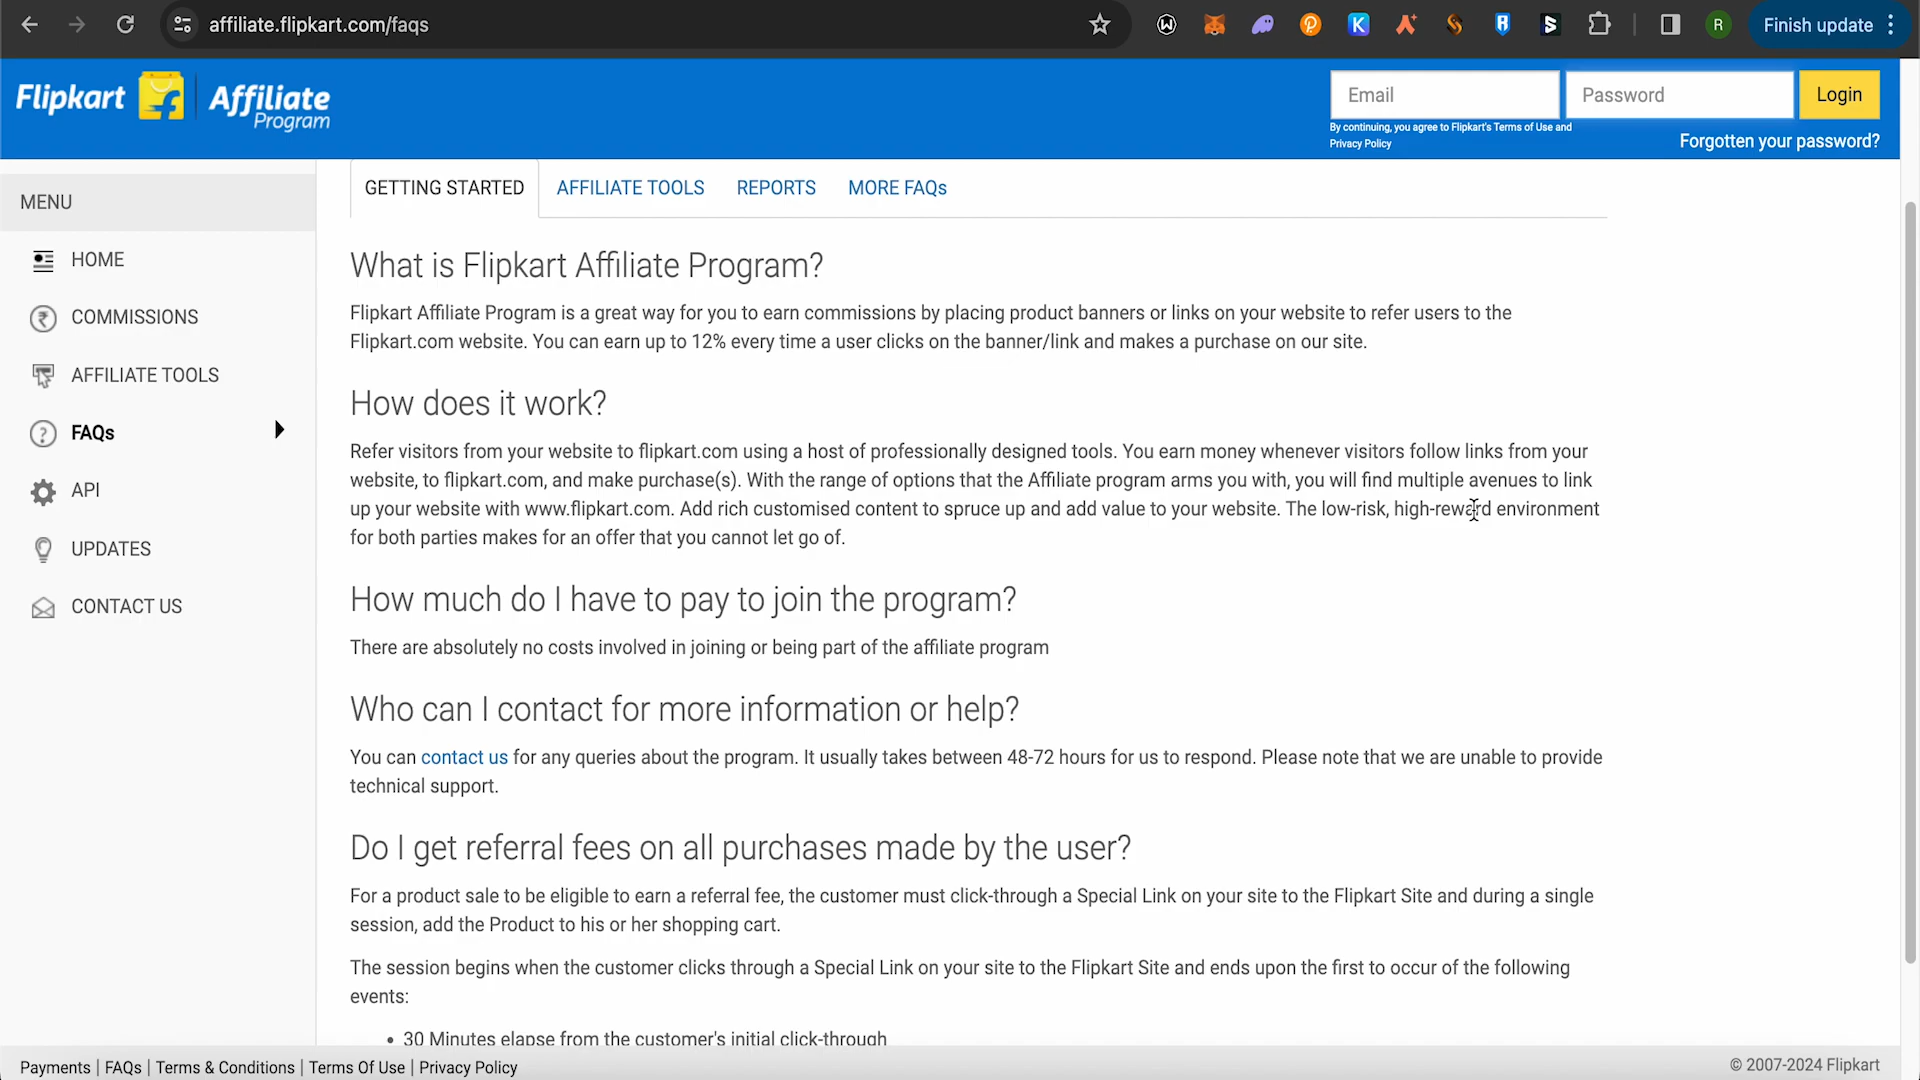 affiliate.flipkart.com/faqs
Finish update
R
Flipkart
Affiliate
Program
Email
Password
Login
By continuing, you agree to Flipkart's Terms of Use and
Privacy Policy
Forgotten your password?
MENU
HOME
COMMISSIONS
AFFILIATE TOOLS
FAQs
API
UPDATES
CONTACT US
GETTING STARTED
AFFILIATE TOOLS
REPORTS
MORE FAQs
What is Flipkart Affiliate Program?
Flipkart Affiliate Program is a great way for you to earn commissions by placing product banners or links on your website to refer users to the
Flipkart.com website. You can earn up to 12% every time a user clicks on the banner/link and makes a purchase on our site.
How does it work?
Refer visitors from your website to flipkart.com using a host of professionally designed tools. You earn money whenever visitors follow links from your
website, to flipkart.com, and make purchase(s). With the range of options that the Affiliate program arms you with, you will find multiple avenues to link
up your website with www.flipkart.com. Add rich customised content to spruce up and add value to your website. The low-risk, high-reward environment
for both parties makes for an offer that you cannot let go of.
How much do I have to pay to join the program?
There are absolutely no costs involved in joining or being part of the affiliate program
Who can I contact for more information or help?
You can contact us for any queries about the program. It usually takes between 48-72 hours for us to respond. Please note that we are unable to provide
technical support.
Do I get referral fees on all purchases made by the user?
For a product sale to be eligible to earn a referral fee, the customer must click-through a Special Link on your site to the Flipkart Site and during a single
session, add the Product to his or her shopping cart.
The session begins when the customer clicks through a Special Link on your site to the Flipkart Site and ends upon the first to occur of the following
events:
• 30 Minutes elapse from the customer's initial click-through
Payments | FAQs | Terms & Conditions | Terms Of Use | Privacy Policy
© 2007-2024 Flipkart